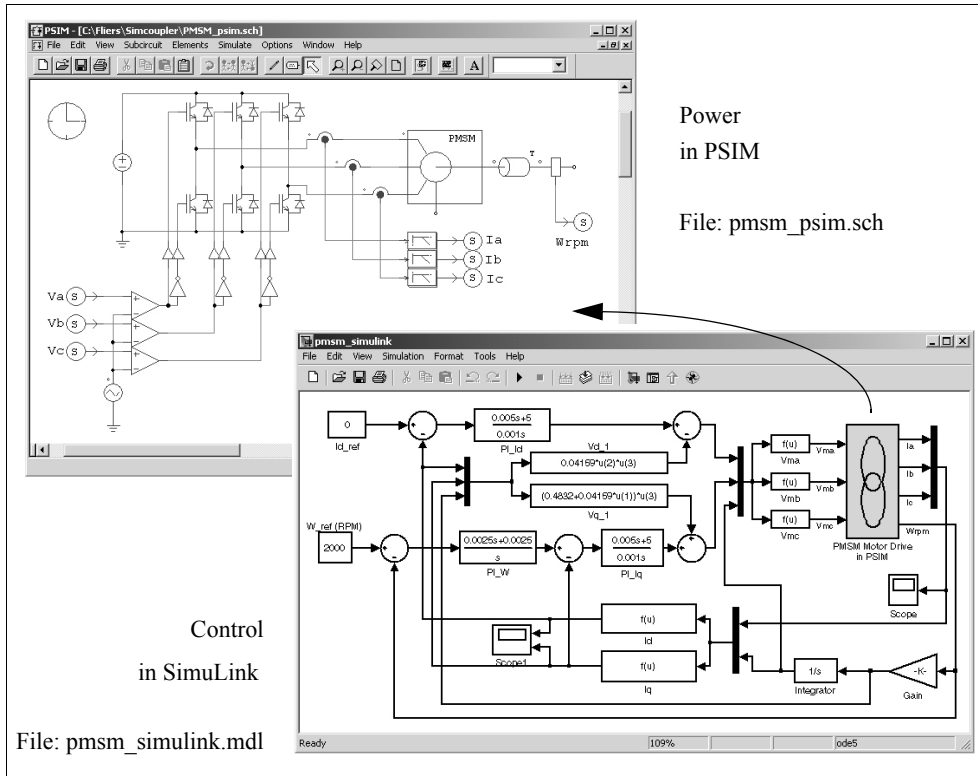 PSIM - [C:\Fliers\Simcoupler\PMSM_psim.sch]
File Edit View Subcircuit Elements Simulate Options Window Help
A
PMSM
T
Wrpm
Ia
Ib
Ic
S
S
S
S
Va S
Vb S
Vc S
Power
in PSIM
File: pmsm_psim.sch
pmsm_simulink
File Edit View Simulation Format Tools Help
0
Id_ref
0.005s+5
0.001s
PI_Id
Vd_1
0.04159*u(2)*u(3)
(0.4832+0.04159*u(1))*u(3)
Vq_1
W_ref (RPM)
2000
0.0025s+0.0025
s
PI_W
0.005s+5
0.001s
PI_Iq
f(u)
Vma
f(u)
Vmb
f(u)
Vmc
Vma
Vmb
Vmc
Ia
Ib
Ic
Wrpm
PMSM Motor Drive
in PSIM
Scope
Scope1
f(u)
Id
f(u)
Iq
1/s
Integrator
-K-
Gain
Ready
109%
ode5
Control
in SimuLink
File: pmsm_simulink.mdl